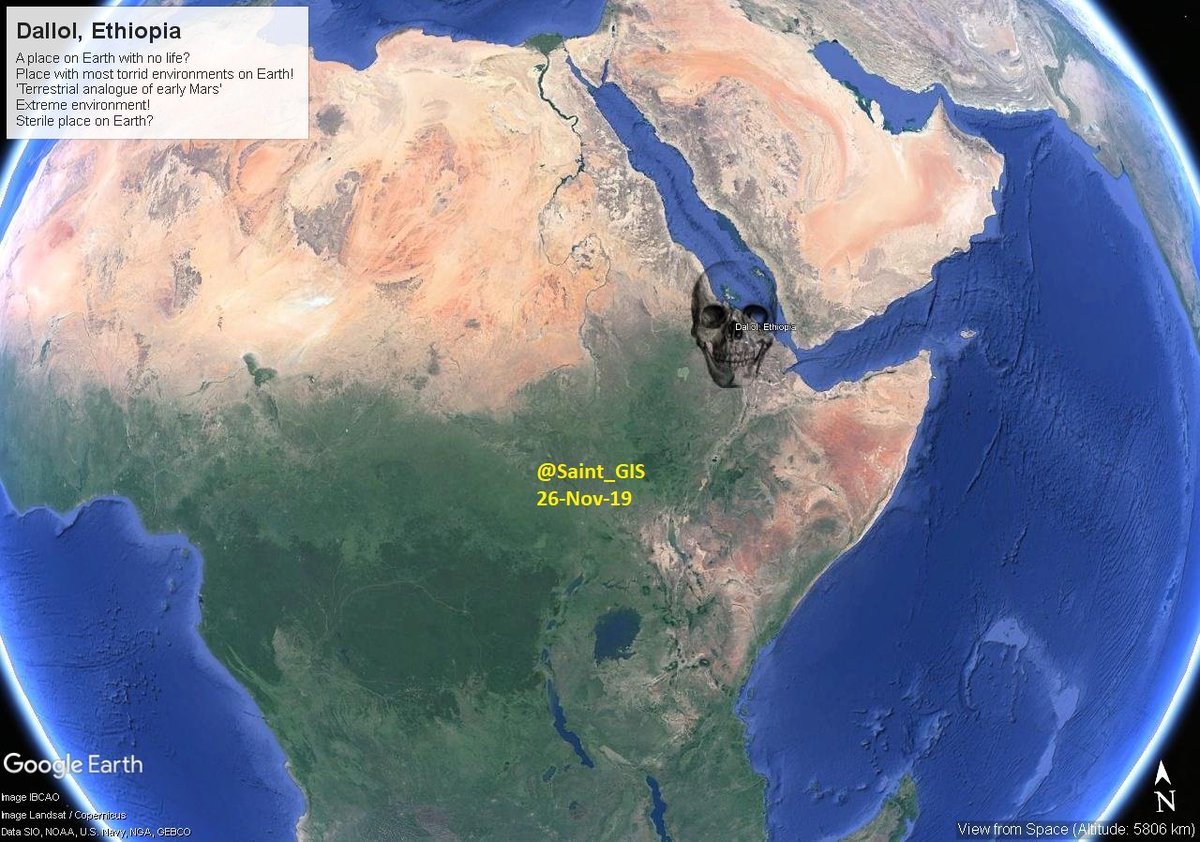 Dallol, Ethiopia
A place on Earth with no life?
Place with most torrid environments on Earth!
'Terrestrial analogue of early Mars'
Extreme environment!
Sterile place on Earth?
Dallol, Ethiopia
@Saint_GIS
26-Nov-19
Google Earth
Image IBCAO
Image Landsat / Copernicus
Data SIO, NOAA, U.S. Navy, NGA, GEBCO
N
View from Space (Altitude: 5806 km)